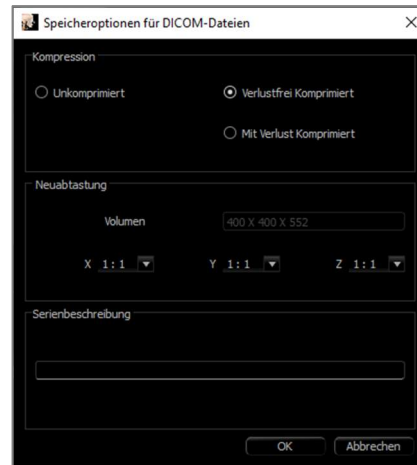 Speicheroptionen für DICOM-Dateien
Kompression
Unkomprimiert
Verlustfrei Komprimiert
Mit Verlust Komprimiert
Neuabtastung
Volumen
400 X 400 X 552
X 1:1 Y 1:1 Z 1:1
Serienbeschreibung
OK Abbrechen